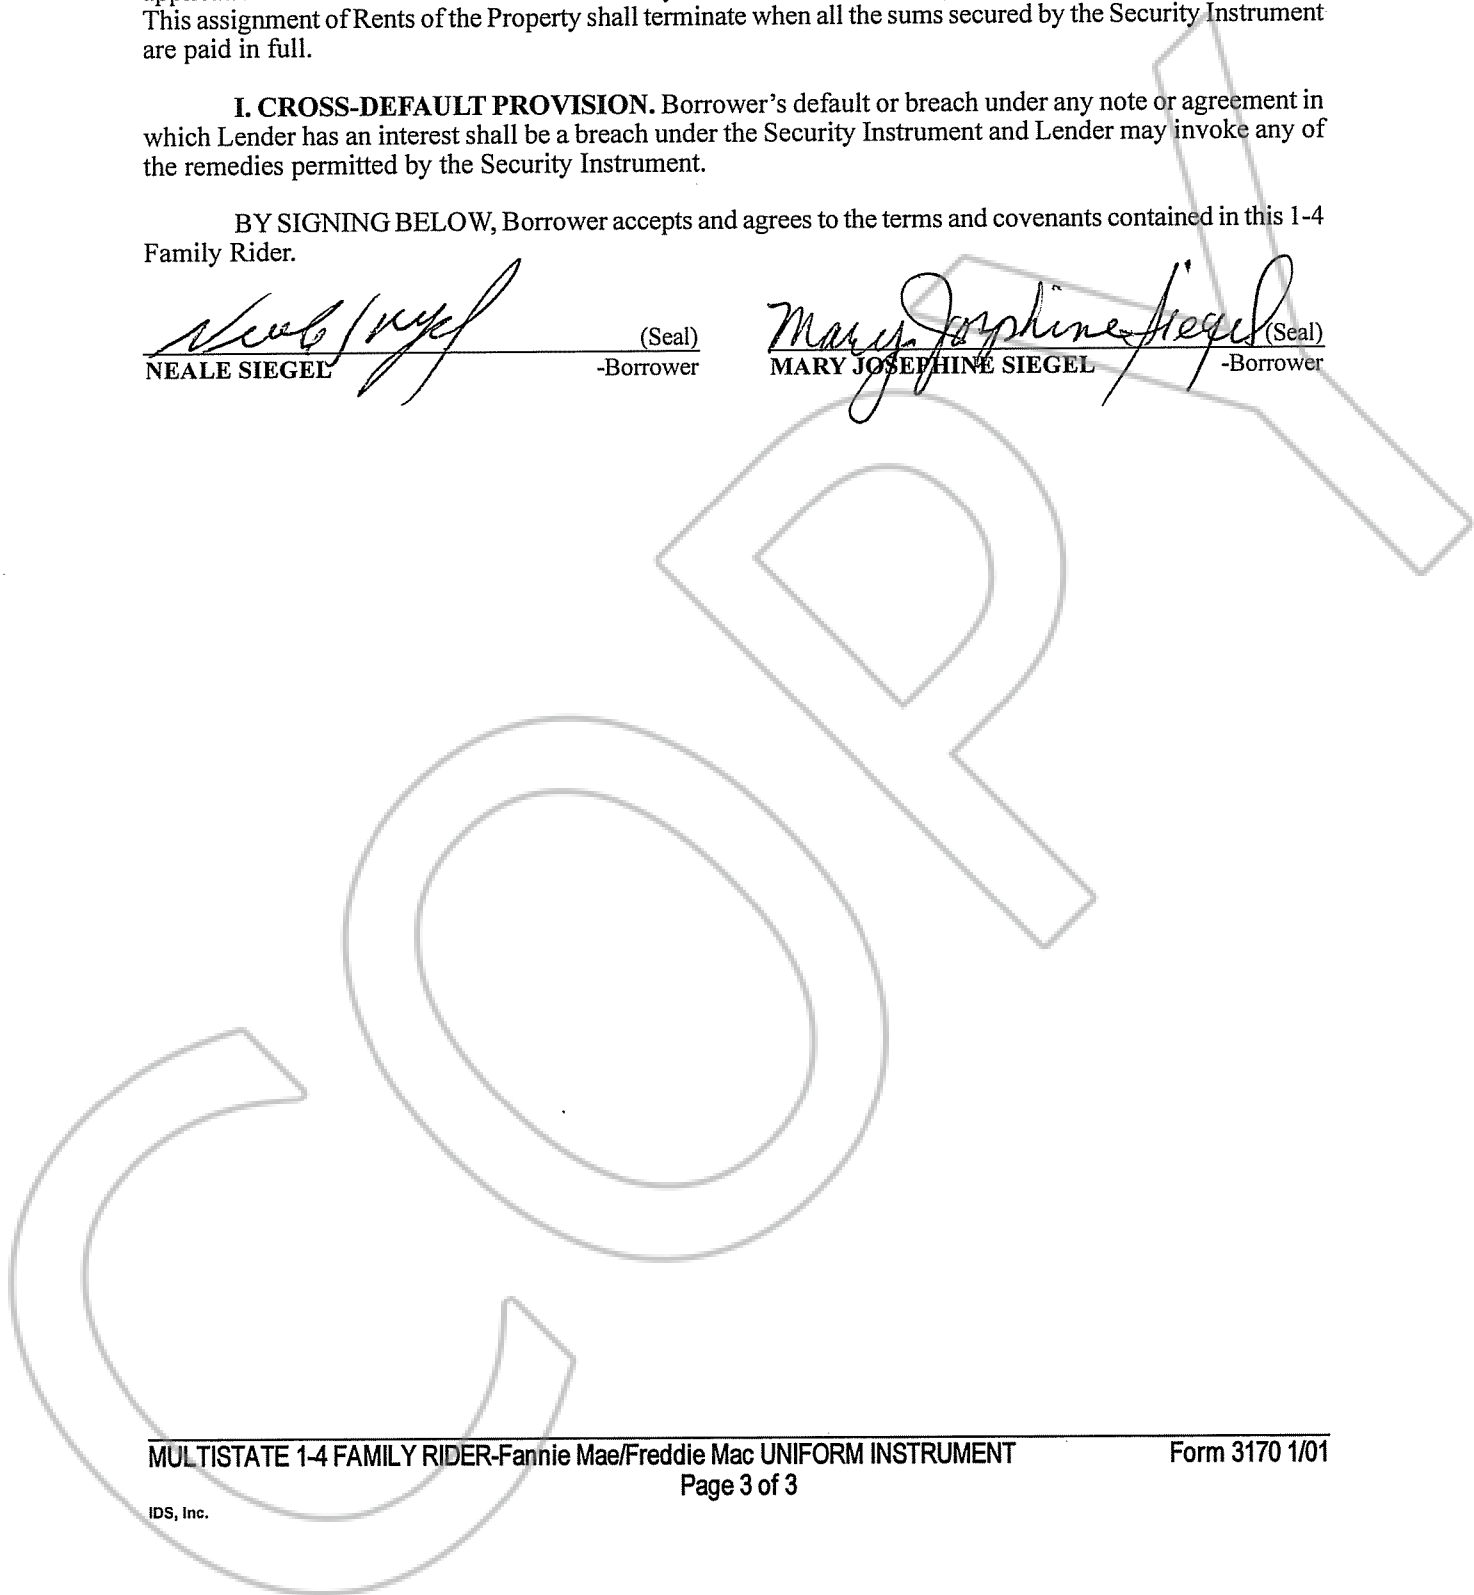 This assignment of Rents of the Property shall terminate when all the sums secured by the Security Instrument
are paid in full.
I. CROSS-DEFAULT PROVISION. Borrower's default or breach under any note or agreement in
which Lender has an interest shall be a breach under the Security Instrument and Lender may invoke any of
the remedies permitted by the Security Instrument.
BY SIGNING BELOW, Borrower accepts and agrees to the terms and covenants contained in this 1-4
Family Rider.
Neale Siegel (Seal) Mary Josephine Siegel (Seal)
NEALE SIEGEL -Borrower MARY JOSEPHINE SIEGEL -Borrower
COPY
MULTISTATE 1-4 FAMILY RIDER-Fannie Mae/Freddie Mac UNIFORM INSTRUMENT Form 3170 1/01
Page 3 of 3
IDS, Inc.